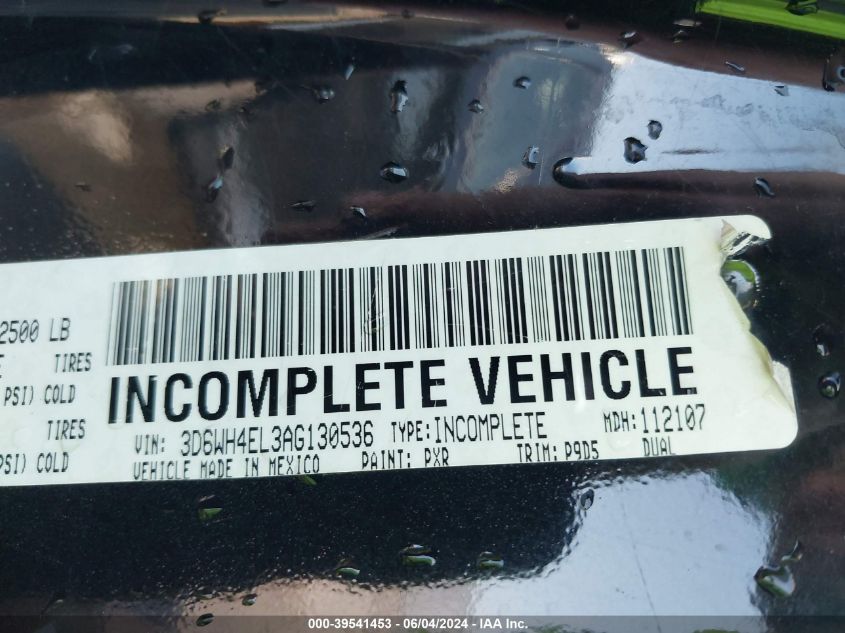 2500 LB
TIRES
PSI) COLD
TIRES
PSI) COLD
INCOMPLETE VEHICLE
VIN: 3D6WH4EL3AG130536 TYPE: INCOMPLETE MDH: 112107
VEHICLE MADE IN MEXICO PAINT: PXR TRIM: P9D5 DUAL
000-39541453 - 06/04/2024 - IAA Inc.